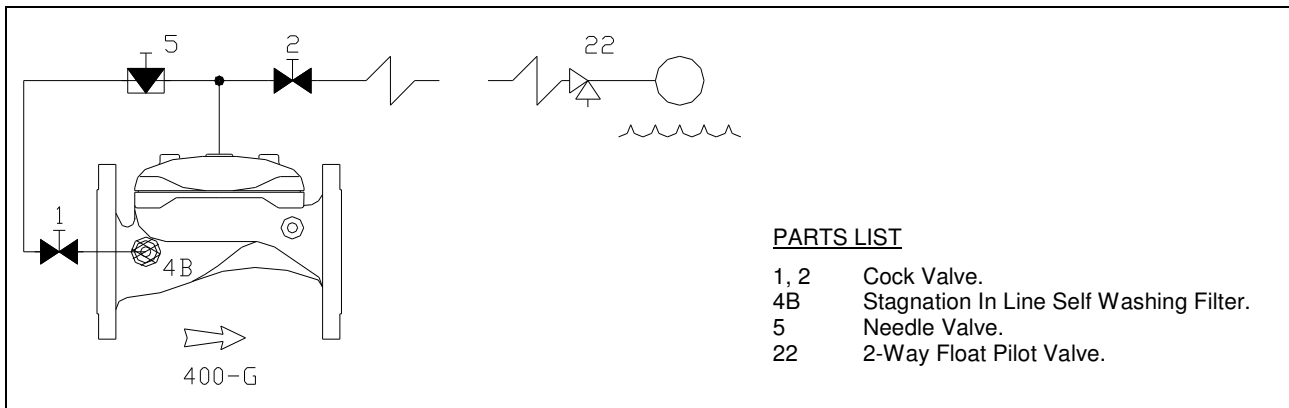 5
2
22
1
4B
400-G
PARTS LIST
1, 2 Cock Valve.
4B Stagnation In Line Self Washing Filter.
5 Needle Valve.
22 2-Way Float Pilot Valve.